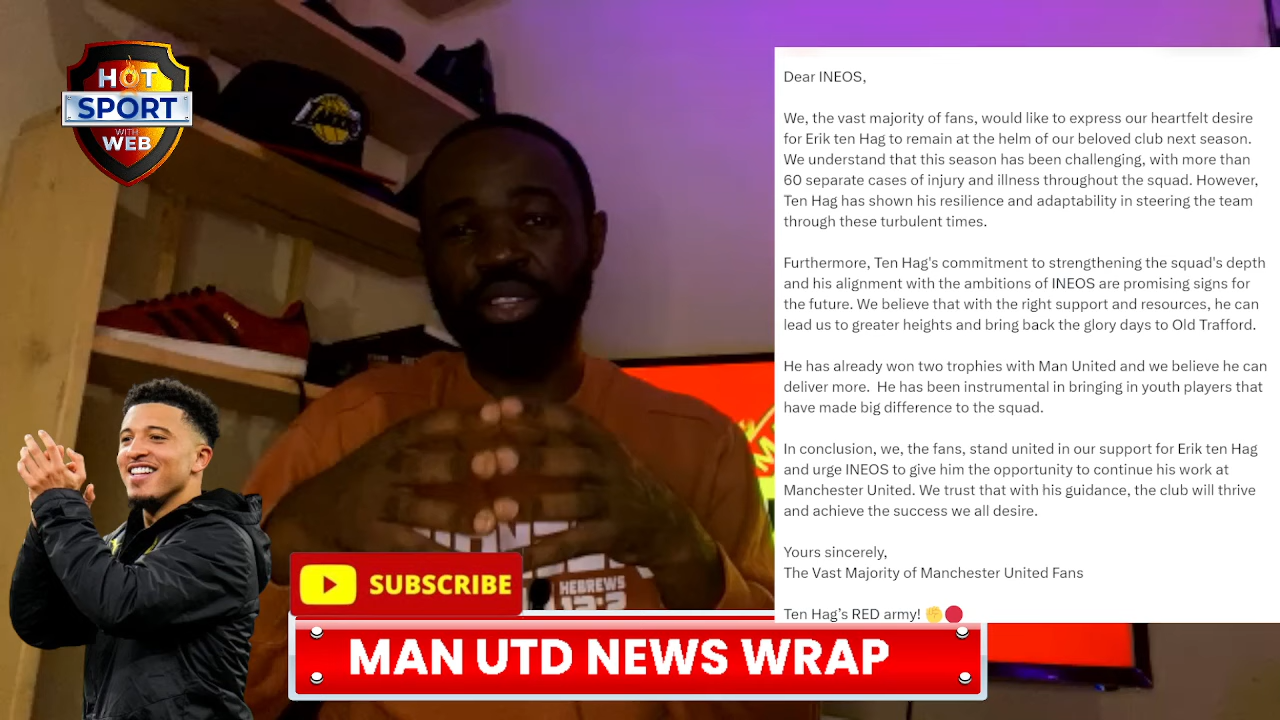 HOT
SPORT
WITH
WEB
Dear INEOS,
We, the vast majority of fans, would like to express our heartfelt desire
for Erik ten Hag to remain at the helm of our beloved club next season.
We understand that this season has been challenging, with more than
60 separate cases of injury and illness throughout the squad. However,
Ten Hag has shown his resilience and adaptability in steering the team
through these turbulent times.
Furthermore, Ten Hag's commitment to strengthening the squad's depth
and his alignment with the ambitions of INEOS are promising signs for
the future. We believe that with the right support and resources, he can
lead us to greater heights and bring back the glory days to Old Trafford.
He has already won two trophies with Man United and we believe he can
deliver more.  He has been instrumental in bringing in youth players that
have made big difference to the squad.
In conclusion, we, the fans, stand united in our support for Erik ten Hag
and urge INEOS to give him the opportunity to continue his work at
Manchester United. We trust that with his guidance, the club will thrive
and achieve the success we all desire.
Yours sincerely,
The Vast Majority of Manchester United Fans
Ten Hag’s RED army! ✊🔴
LAKERS
HEBREWS
SUBSCRIBE
MAN UTD NEWS WRAP